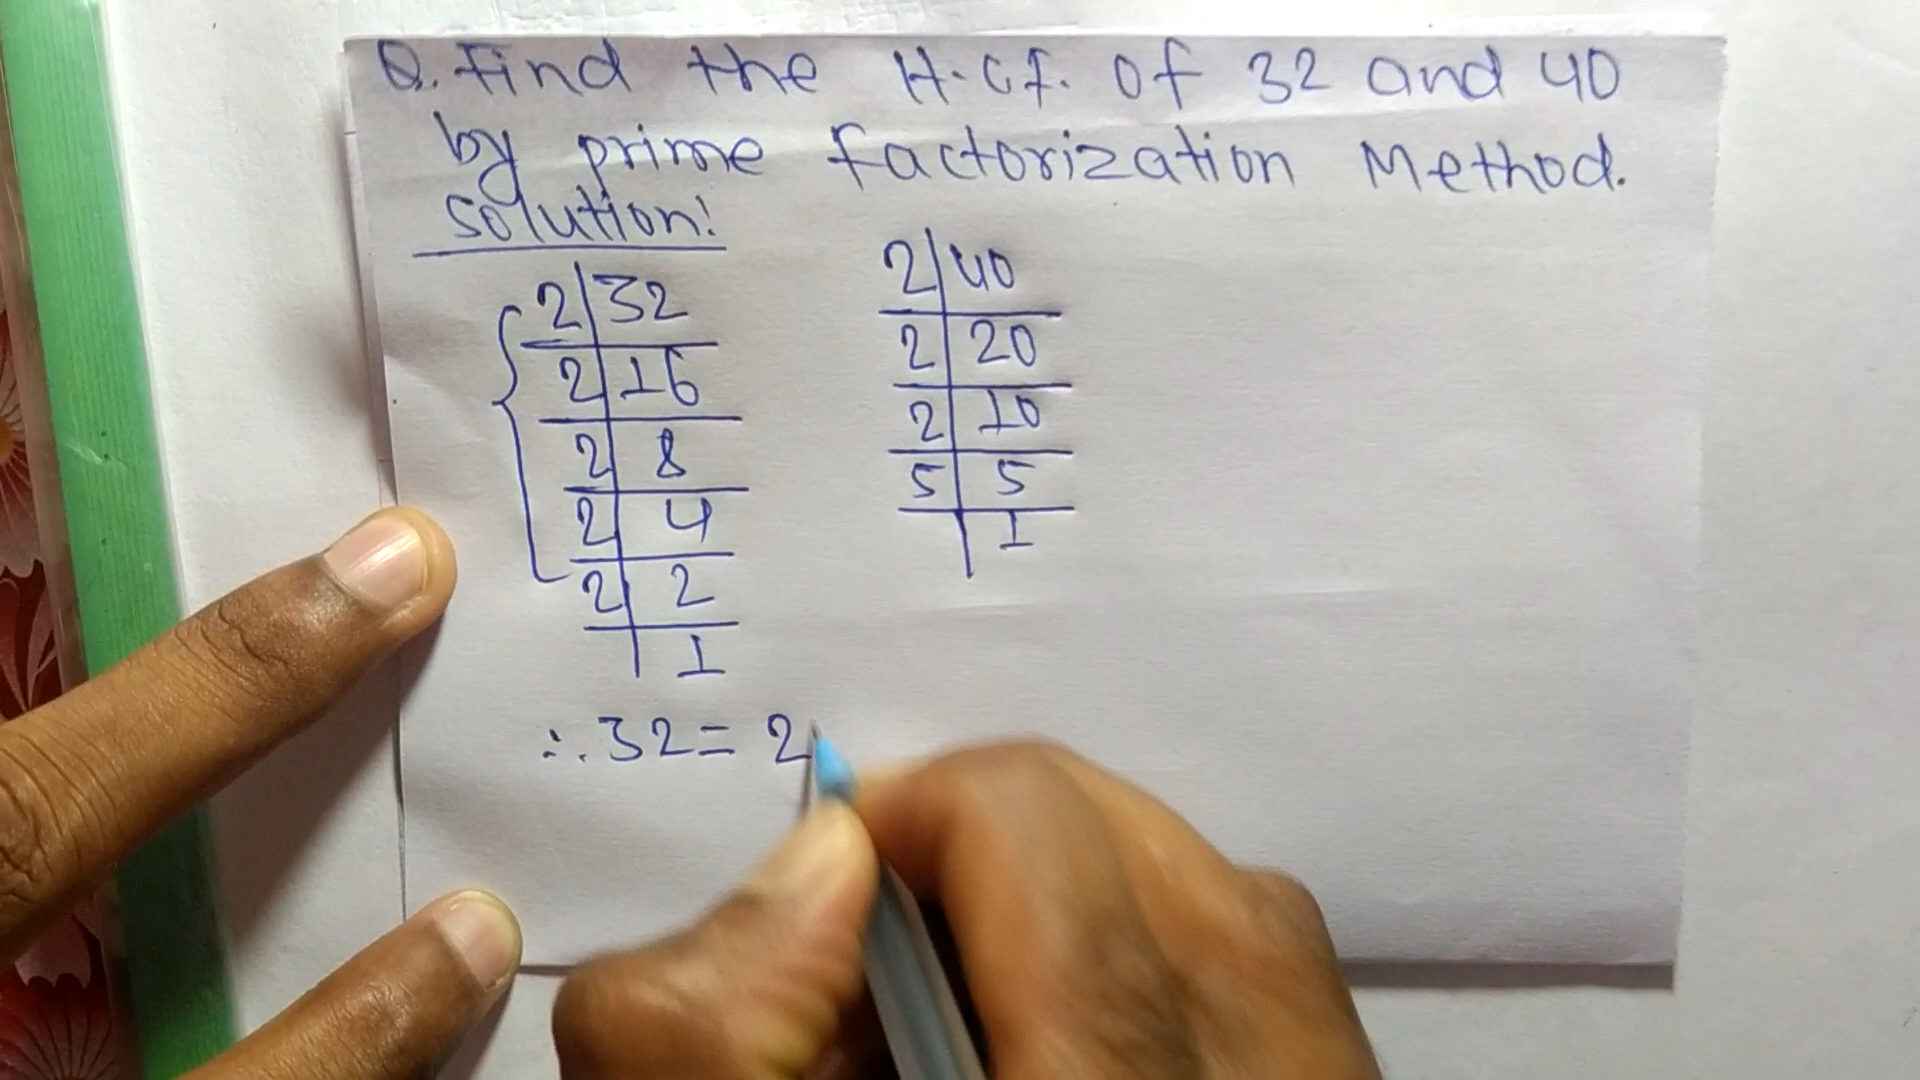 Q. Find the H.C.F. of 32 and 40
by prime factorization Method.
solution:
2 32
2 16
2 8
2 4
2 2
1
2 40
2 20
2 10
5 5
1
∴ 32 = 2